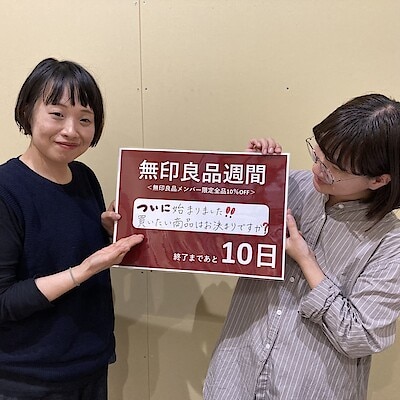 無印良品週間
＜無印良品メンバー限定全品10％OFF＞
ついに始まりました!!
買いたい商品はお決まりですか?
終了まであと 10日